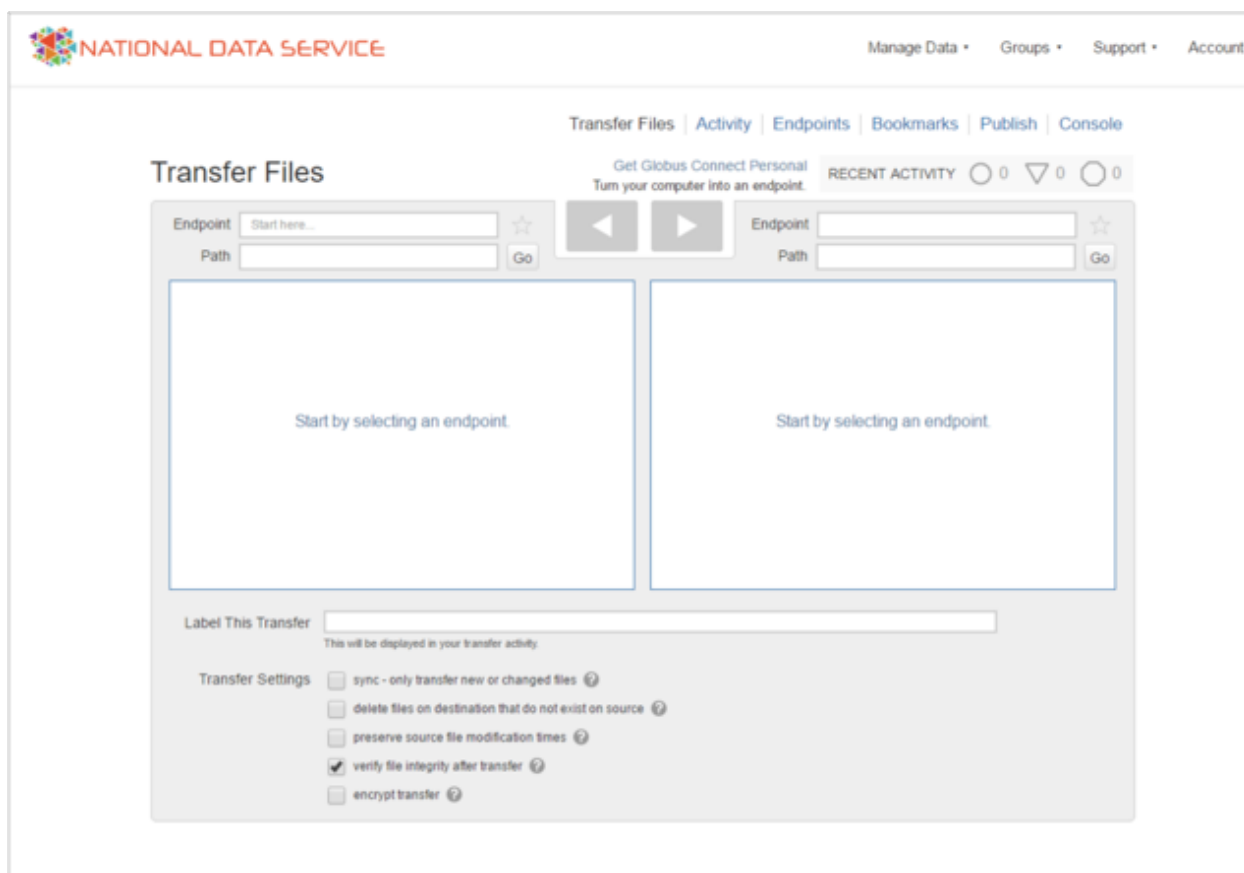 NATIONAL DATA SERVICE
Manage Data Groups Support Account
Transfer Files | Activity | Endpoints | Bookmarks | Publish | Console
Transfer Files
Get Globus Connect Personal
Turn your computer into an endpoint.
RECENT ACTIVITY 0 0 0
Endpoint Start here...
Path Go
Endpoint
Path Go
Start by selecting an endpoint.
Start by selecting an endpoint.
Label This Transfer
This will be displayed in your transfer activity.
Transfer Settings
sync - only transfer new or changed files ?
delete files on destination that do not exist on source ?
preserve source file modification times ?
verify file integrity after transfer ?
encrypt transfer ?